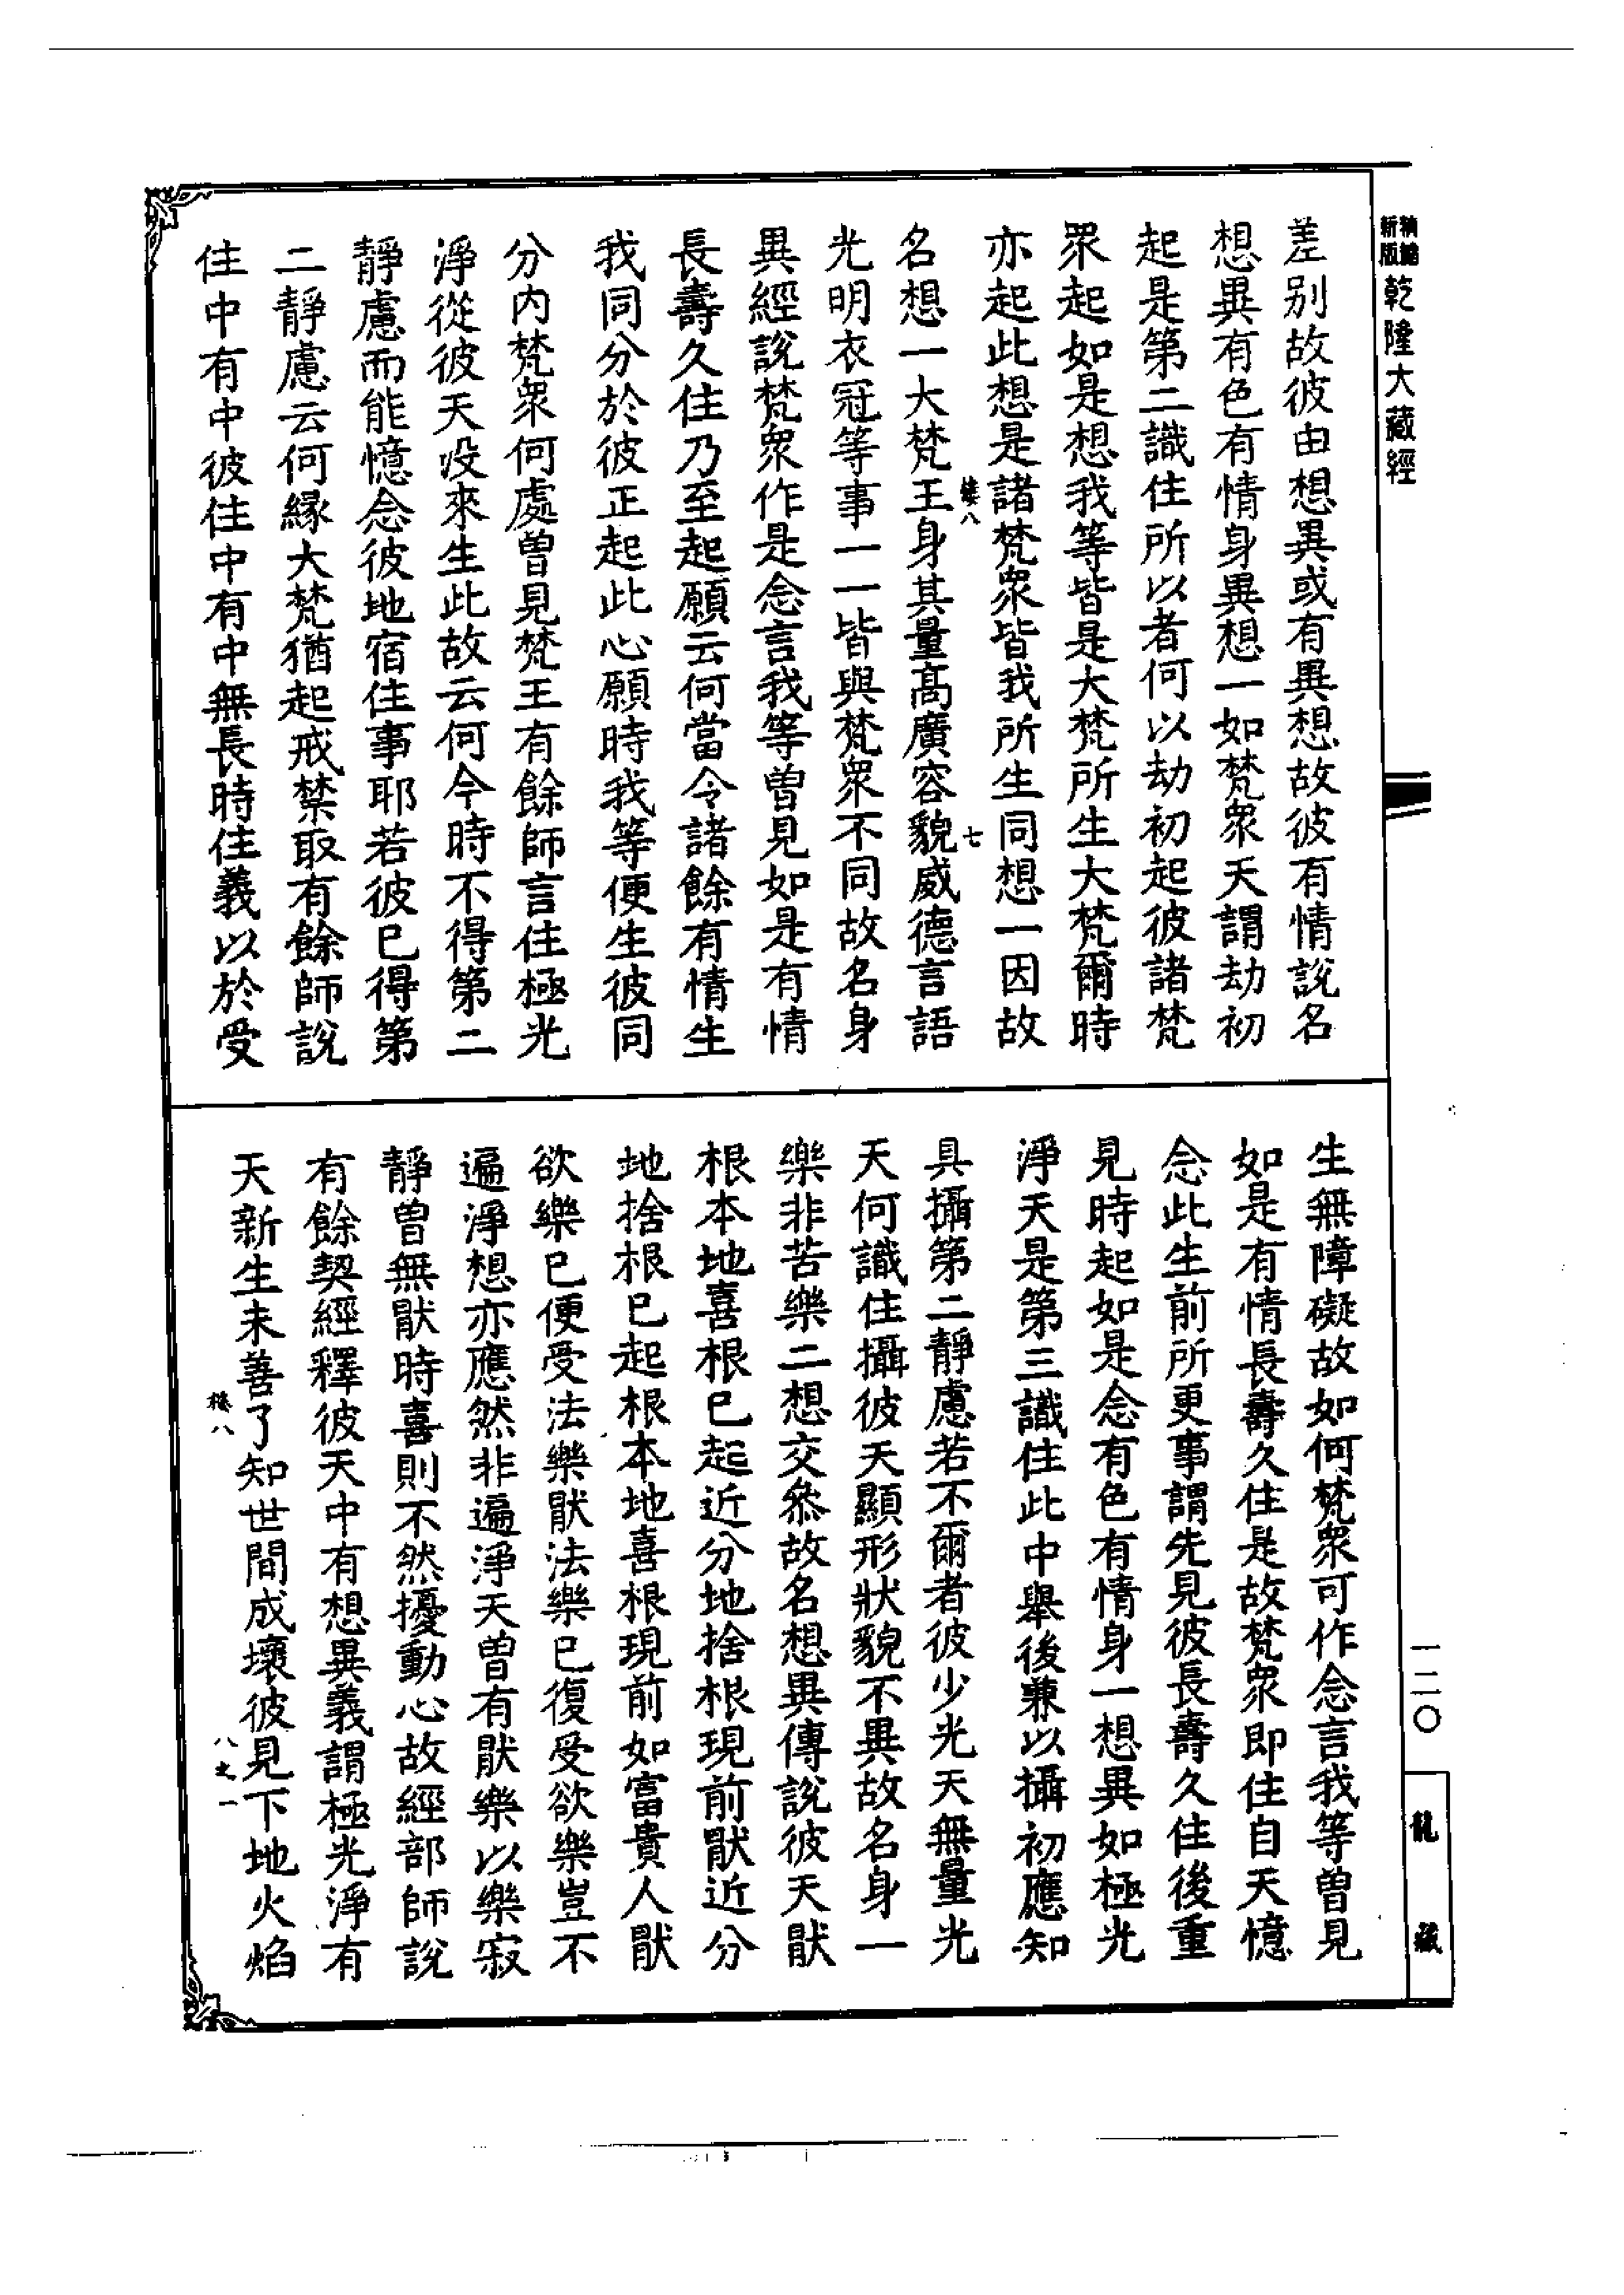 新版精縮乾隆大藏經
差别故彼由想異或有異想故彼有情説名
想異有色有情身異想一如梵衆天謂劫初
起是第二識住所以者何以劫初起彼諸梵
衆起如是想我等皆是大梵所生大梵爾時
亦起此想是諸梵衆皆我所生同想一因故
樓八
七
名想一大梵王身其量髙廣容貌威德言語
光明衣冠等事一一皆與梵衆不同故名身
異經説梵衆作是念言我等曽見如是有情
長壽久住乃至起願云何當令諸餘有情生
我同分於彼正起此心願時我等便生彼同
分内梵衆何處曽見梵王有餘師言住極光
淨從彼天没來生此故云何今時不得第二
靜慮而能憶念彼地宿住事耶若彼已得第
二靜慮云何縁大梵猶起戒禁取有餘師説
住中有中彼住中有中無長時住義以於受
生無障礙故如何梵衆可作念言我等曽見
如是有情長壽久住是故梵衆即住自天憶
念此生前所更事謂先見彼長壽久住後重
見時起如是念有色有情身一想異如極光
淨天是第三識住此中舉後兼以攝初應知
具攝第二靜慮若不爾者彼少光天無量光
天何識住攝彼天顯形狀貌不異故名身一
樂非苦樂二想交叅故名想異傳説彼天猒
根本地喜根已起近分地捨根現前猒近分
地捨根已起根本地喜根現前如富貴人猒
欲樂已便受法樂猒法樂已復受欲樂豈不
遍淨想亦應然非遍淨天曽有猒樂以樂寂
靜曽無猒時喜則不然擾動心故經部師説
有餘契經釋彼天中有想異義謂極光淨有
天新生未善了知世間成壞彼見下地火焰
樓八
八之一
一二〇
龍藏